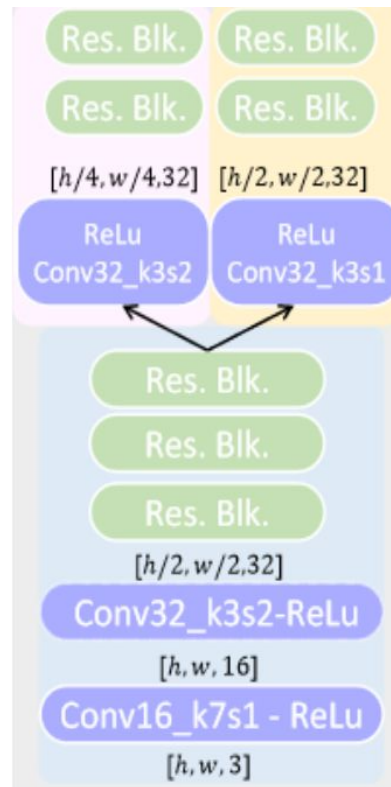 Res. Blk. Res. Blk.
Res. Blk. Res. Blk.
[h/4, w/4,32] [h/2, w/2,32]
ReLu ReLu
Conv32_k3s2 Conv32_k3s1
Res. Blk.
Res. Blk.
Res. Blk.
[h/2, w/2,32]
Conv32_k3s2-ReLu
[h, w, 16]
Conv16_k7s1 - ReLu
[h, w, 3]